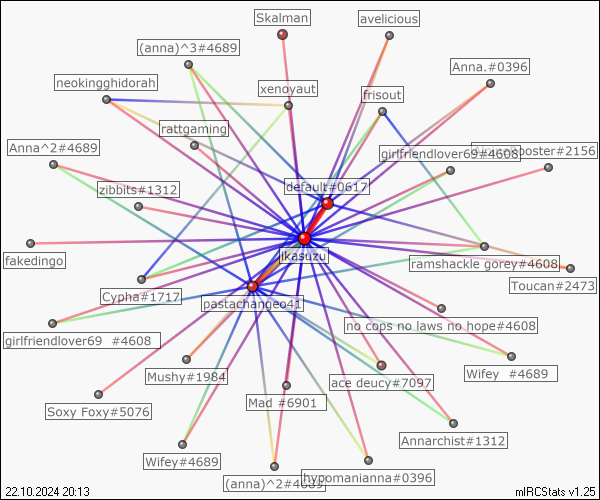 Skalman
avelicious
(anna)^3#4689
Anna.#0396
neokingghidorah
xenoyaut
frisout
rattgaming
Anna^2#4689
girlfriendlover69#4608
poster#2156
zibbits#1312
default#0617
fakedingo
jkasuzu
ramshackle gorey#4608
Cypha#1717
Toucan#2473
pastachangeo41
girlfriendlover69 #4608
no cops no laws no hope#4608
Mushy#1984
ace deucy#7097
Wifey #4689
Mad #6901
Soxy Foxy#5076
Annarchist#1312
Wifey#4689
(anna)^2#4689
hypomanianna#0396
22.10.2024 20:13
mIRCStats v1.25